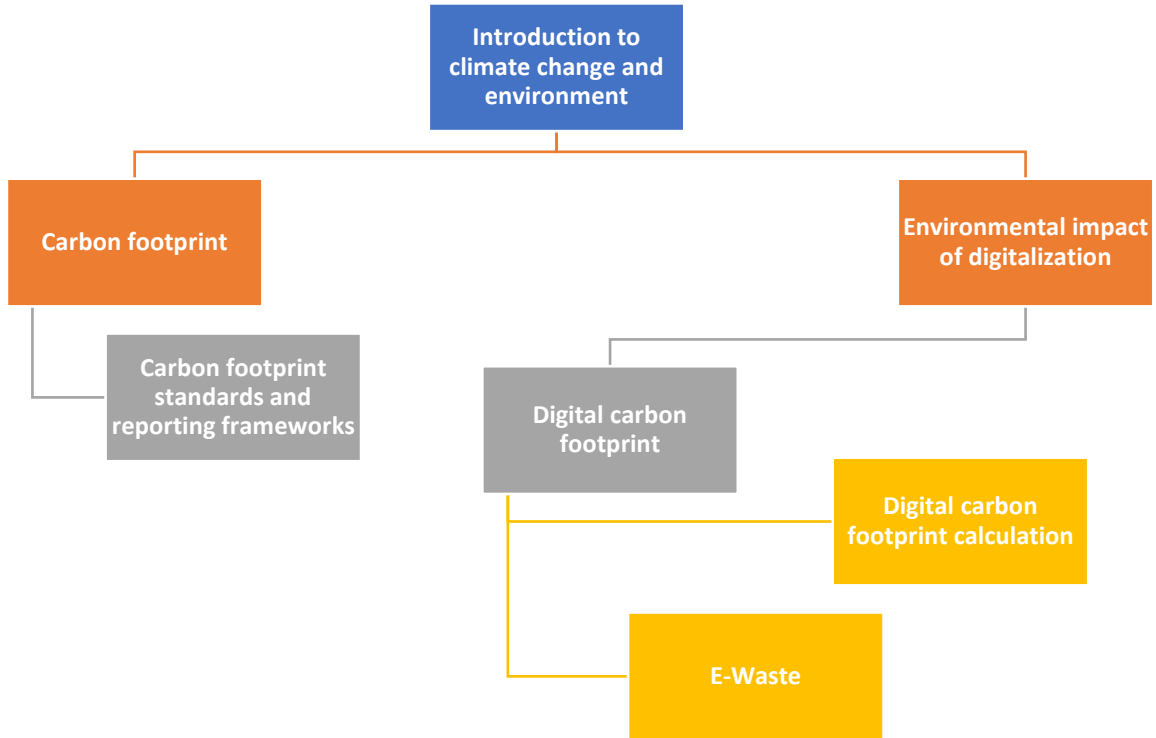 Introduction to
climate change and
environment
Carbon footprint
Environmental impact
of digitalization
Carbon footprint
standards and
reporting frameworks
Digital carbon
footprint
Digital carbon
footprint calculation
E-Waste